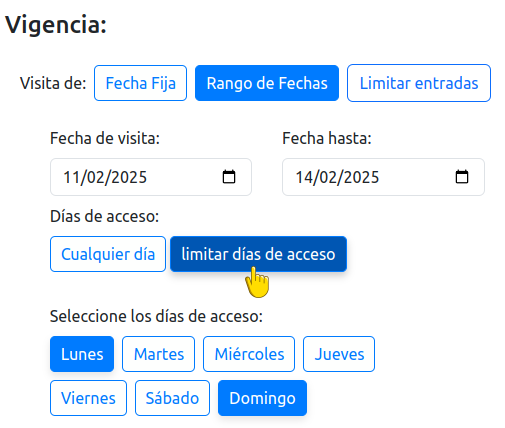 Vigencia:
Visita de: Fecha Fija Rango de Fechas Limitar entradas
Fecha de visita: Fecha hasta:
11/02/2025 14/02/2025
Días de acceso:
Cualquier día limitar días de acceso
Seleccione los días de acceso:
Lunes Martes Miércoles Jueves
Viernes Sábado Domingo